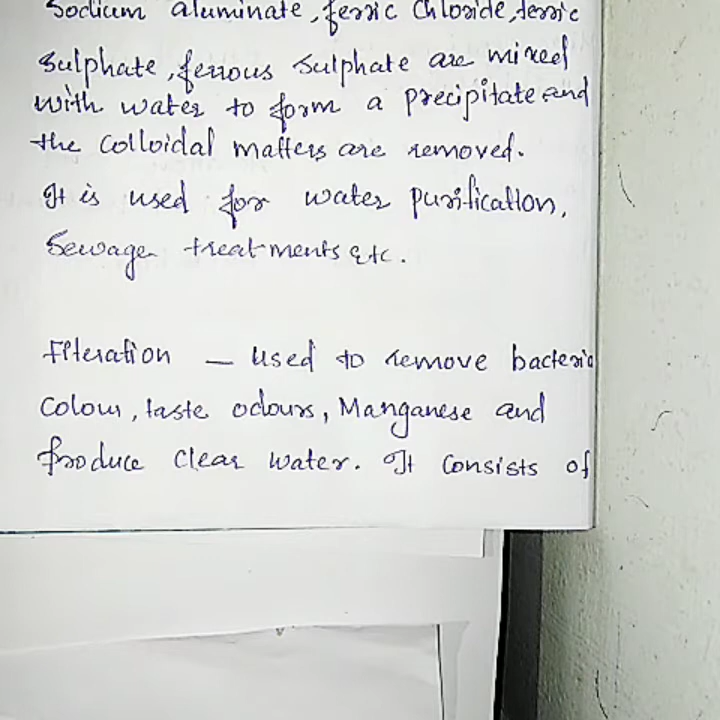 Sodium aluminate, ferric chloride, ferric
sulphate, ferrous sulphate are mixed
with water to form a precipitate and
the colloidal matters are removed.
It is used for water purification,
sewage treatments etc.
Filteration — used to remove bacteria
colour, taste odours, Manganese and
produce clear water. It consists of